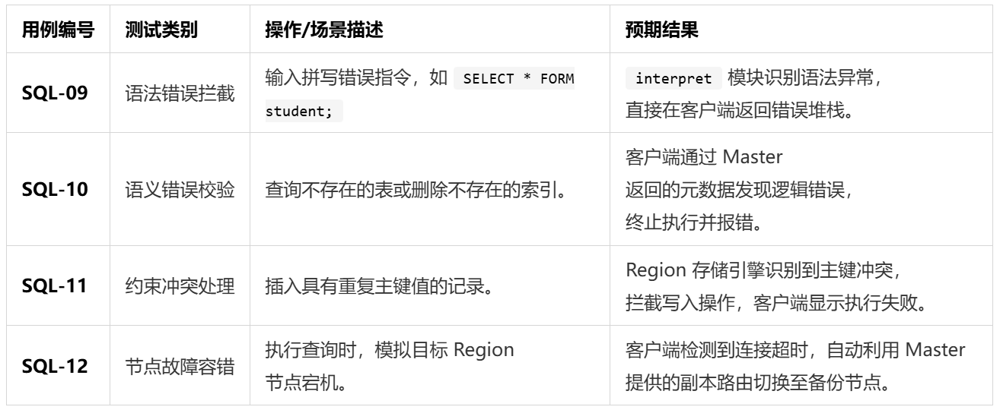 用例编号 测试类别 操作/场景描述 预期结果
SQL-09 语法错误拦截 输入拼写错误指令，如 SELECT * FORM
student;
interpret 模块识别语法异常，
直接在客户端返回错误堆栈。
SQL-10 语义错误校验 查询不存在的表或删除不存在的索引。
客户端通过 Master
返回的元数据发现逻辑错误，
终止执行并报错。
SQL-11 约束冲突处理 插入具有重复主键值的记录。
Region 存储引擎识别到主键冲突，
拦截写入操作，客户端显示执行失败。
SQL-12 节点故障容错 执行查询时，模拟目标 Region
节点宕机。
客户端检测到连接超时，自动利用 Master
提供的副本路由切换至备份节点。